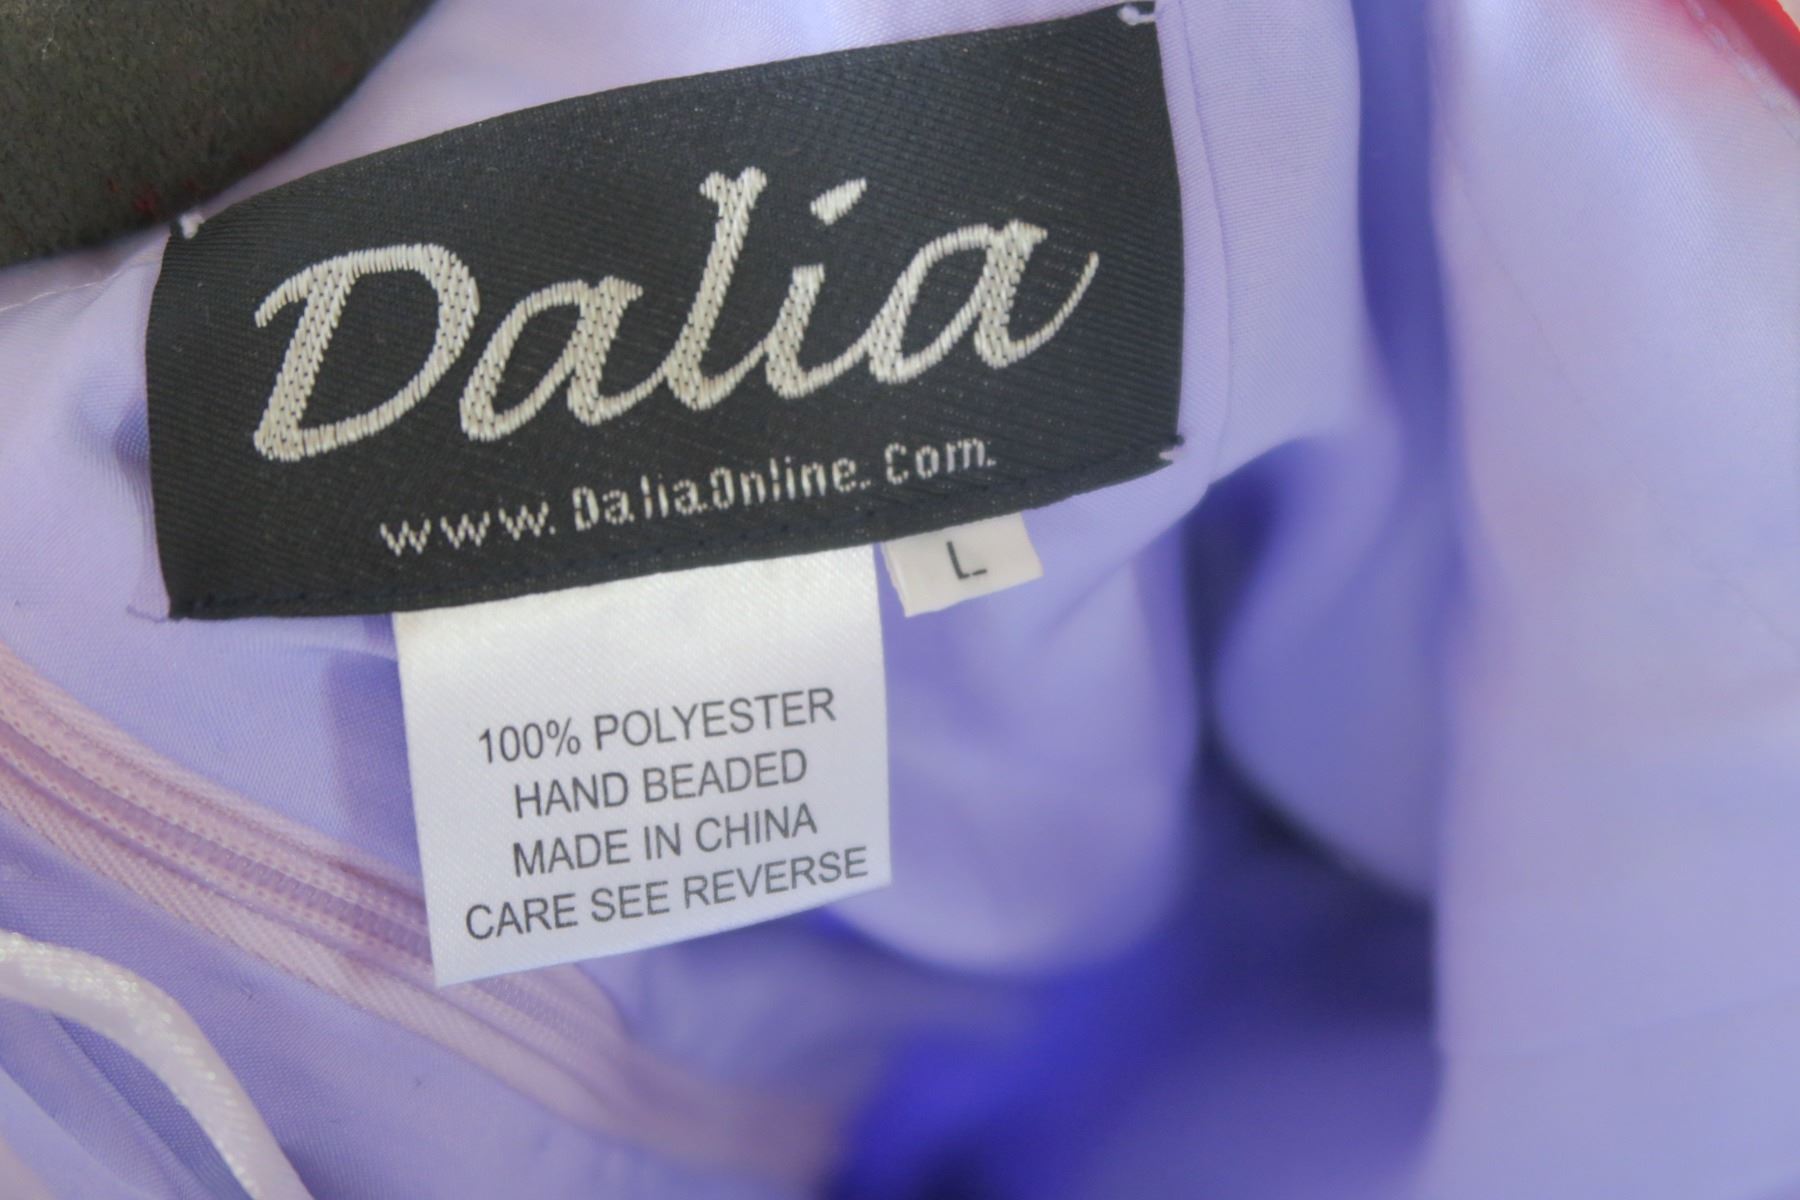 Dalia
www.DaliaOnline.Com.
L
100% POLYESTER
HAND BEADED
MADE IN CHINA
CARE SEE REVERSE